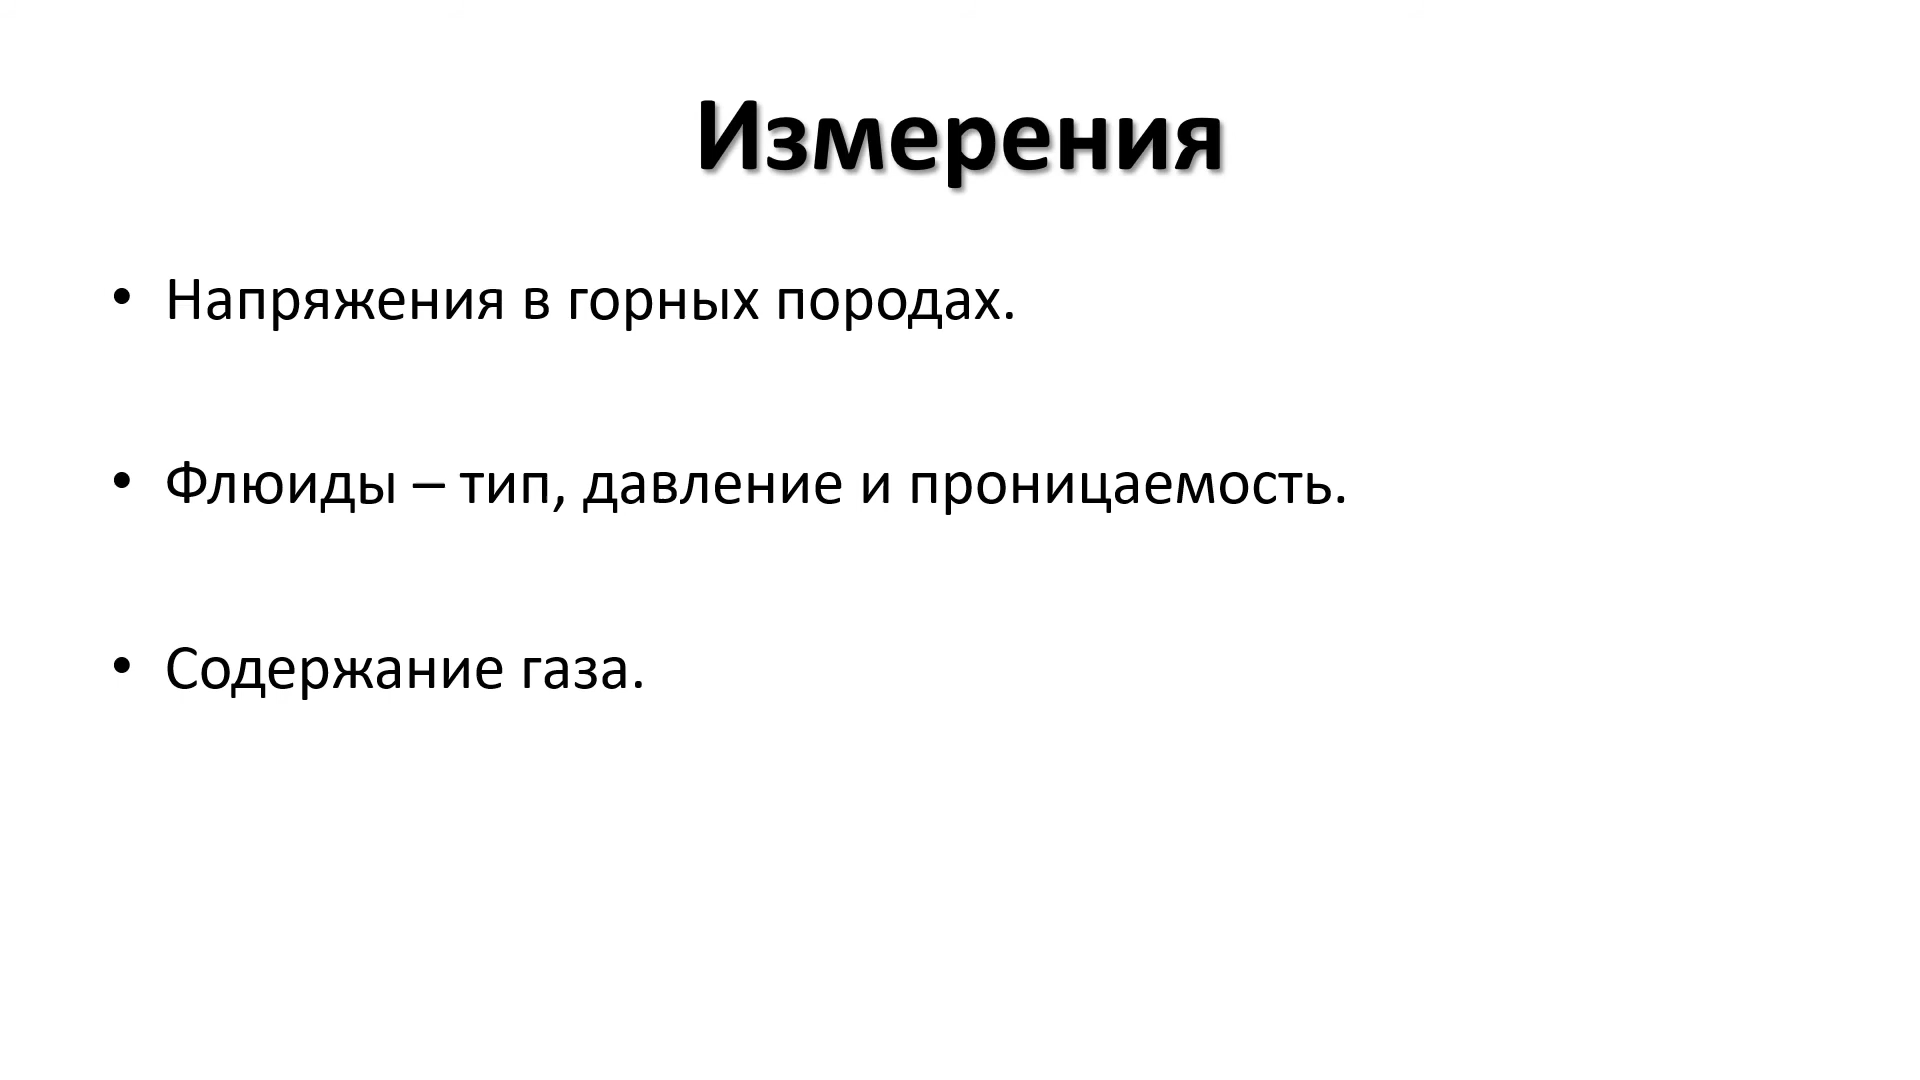 Измерения
• Напряжения в горных породах.
• Флюиды – тип, давление и проницаемость.
• Содержание газа.